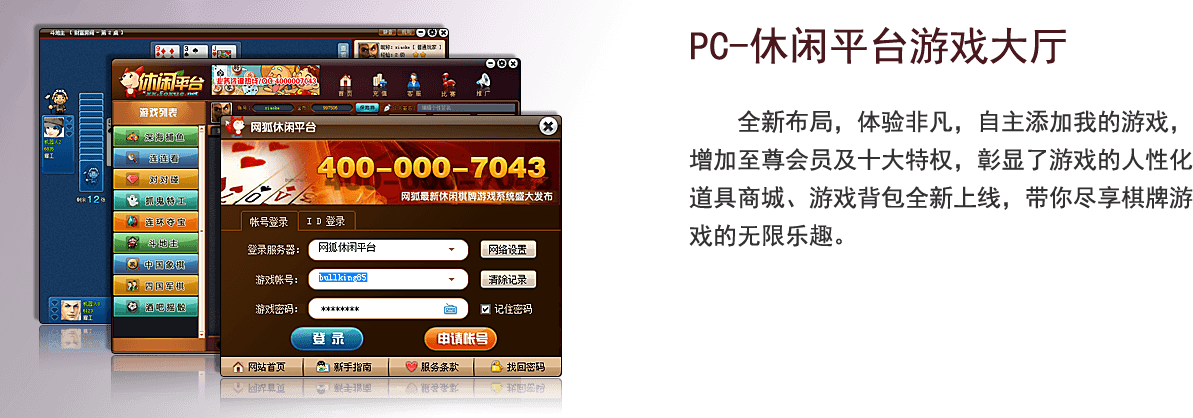 PC-休闲平台游戏大厅
全新布局，体验非凡，自主添加我的游戏，
增加至尊会员及十大特权，彰显了游戏的人性化
道具商城、游戏背包全新上线，带你尽享棋牌游
戏的无限乐趣。
休闲平台
游戏列表
深海捕鱼
连连看
对对碰
抓鬼特工
连环夺宝
斗地主
中国象棋
四国军棋
酒吧摇骰
首页 充值 客服 比赛 推广
剩余 12 张
网狐休闲平台
400-000-7043
网狐最新休闲棋牌游戏系统盛大发布
帐号登录 ID 登录
登录服务器： 网狐休闲平台 网络设置
游戏帐号： bullking85 清除记录
游戏密码： ******** 记住密码
登录 申请帐号
网站首页 新手指南 服务条款 找回密码